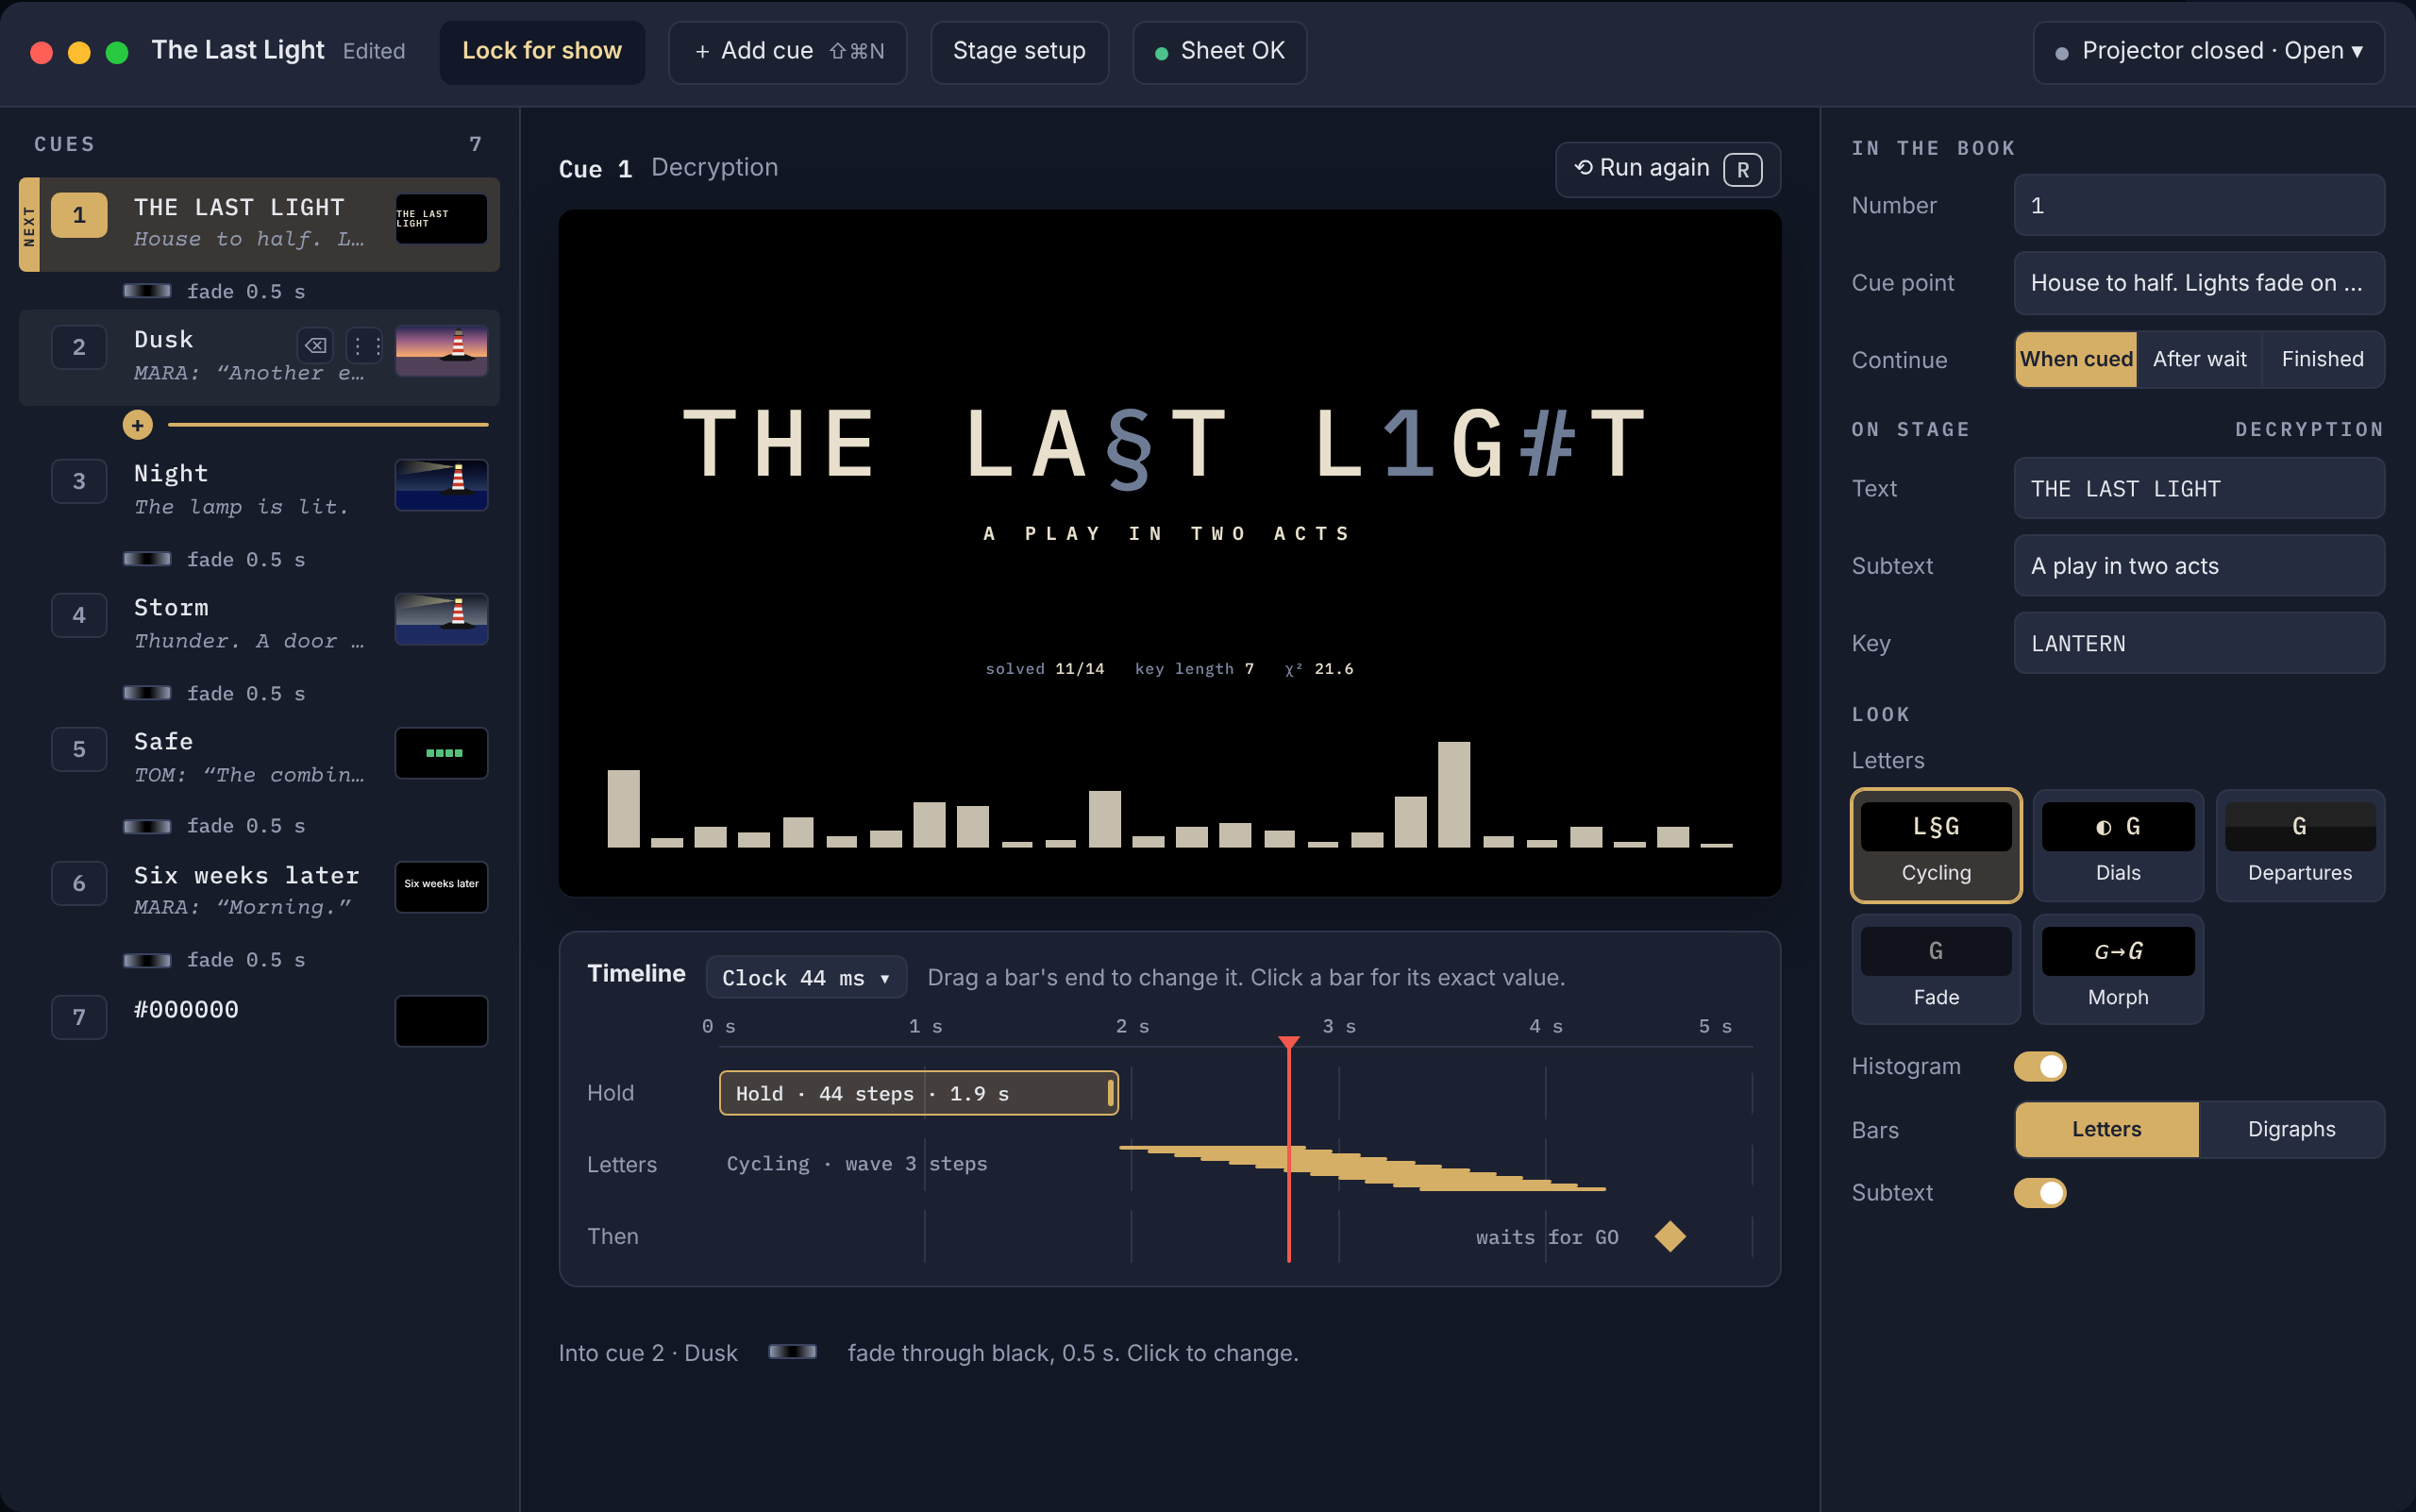 The Last Light Edited Lock for show + Add cue ⇧⌘N Stage setup Sheet OK Projector closed · Open ▾
CUES 7
NEXT
1 THE LAST LIGHT
House to half. L…
THE LAST
LIGHT
fade 0.5 s
2 Dusk
MARA: “Another e…
+
3 Night
The lamp is lit.
fade 0.5 s
4 Storm
Thunder. A door …
fade 0.5 s
5 Safe
TOM: “The combin…
fade 0.5 s
6 Six weeks later
MARA: “Morning.”
Six weeks later
fade 0.5 s
7 #000000
Cue 1 Decryption
⟲ Run again R
THE LA§T L1G#T
A PLAY IN TWO ACTS
solved 11/14 key length 7 χ² 21.6
Timeline Clock 44 ms ▾ Drag a bar's end to change it. Click a bar for its exact value.
0 s 1 s 2 s 3 s 4 s 5 s
Hold Hold · 44 steps · 1.9 s
Letters Cycling · wave 3 steps
Then waits for GO
Into cue 2 · Dusk fade through black, 0.5 s. Click to change.
IN THE BOOK
Number 1
Cue point House to half. Lights fade on …
Continue When cued After wait Finished
ON STAGE DECRYPTION
Text THE LAST LIGHT
Subtext A play in two acts
Key LANTERN
LOOK
Letters
L§G ◐ G G
Cycling Dials Departures
G G→G
Fade Morph
Histogram
Bars Letters Digraphs
Subtext